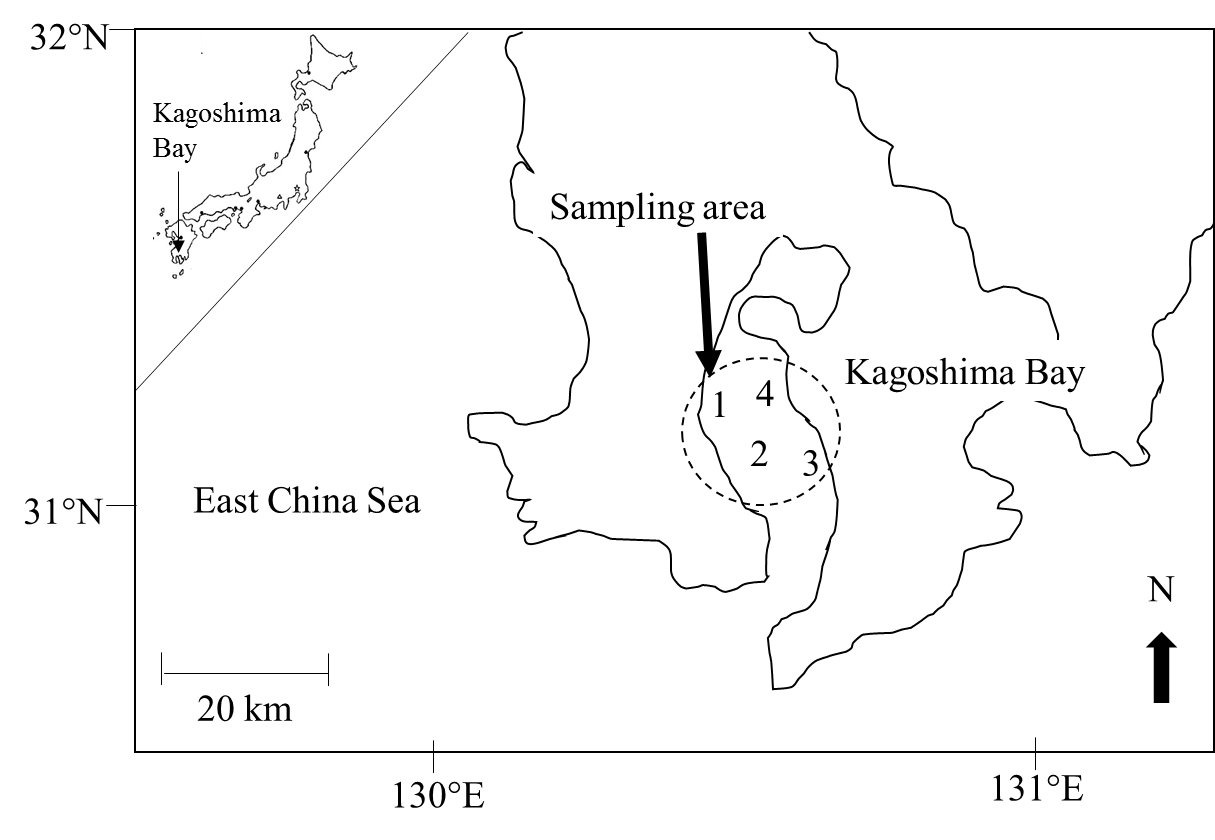 32°N
Kagoshima
Bay
Sampling area
Kagoshima Bay
1
4
2
3
East China Sea
31°N
N
20 km
130°E
131°E